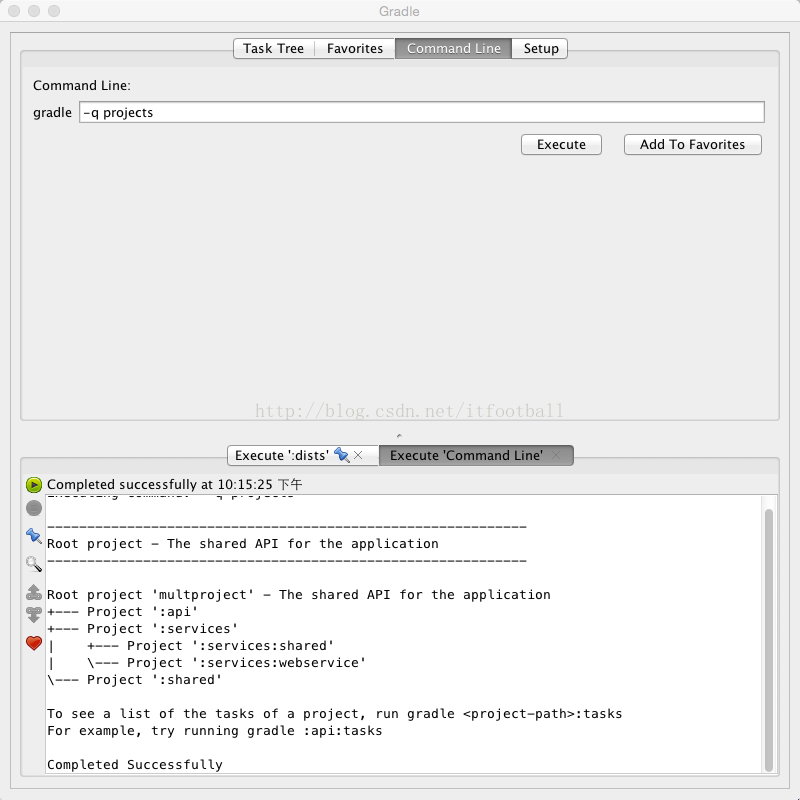 Gradle
Task Tree Favorites Command Line Setup
Command Line:
gradle -q projects
Execute Add To Favorites
http://blog.csdn.net/itfootball
Execute ':dists' Execute 'Command Line'
Completed successfully at 10:15:25 下午
Executing command: "-q projects"
------------------------------------------------------------
Root project - The shared API for the application
------------------------------------------------------------
Root project 'multproject' - The shared API for the application
+--- Project ':api'
+--- Project ':services'
|    +--- Project ':services:shared'
|    \--- Project ':services:webservice'
\--- Project ':shared'
To see a list of the tasks of a project, run gradle <project-path>:tasks
For example, try running gradle :api:tasks
Completed Successfully